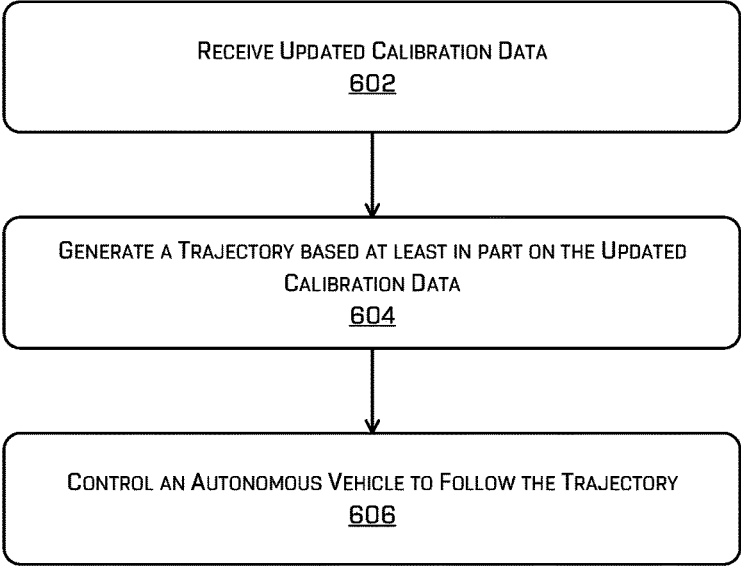 Receive Updated Calibration Data
602
Generate a Trajectory based at least in part on the Updated
Calibration Data
604
Control an Autonomous Vehicle to Follow the Trajectory
606